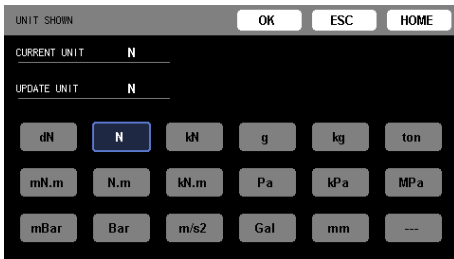 UNIT SHOWN OK ESC HOME
CURRENT UNIT N
UPDATE UNIT N
dN N kN g kg ton
mN.m N.m kN.m Pa kPa MPa
mBar Bar m/s2 Gal mm ---